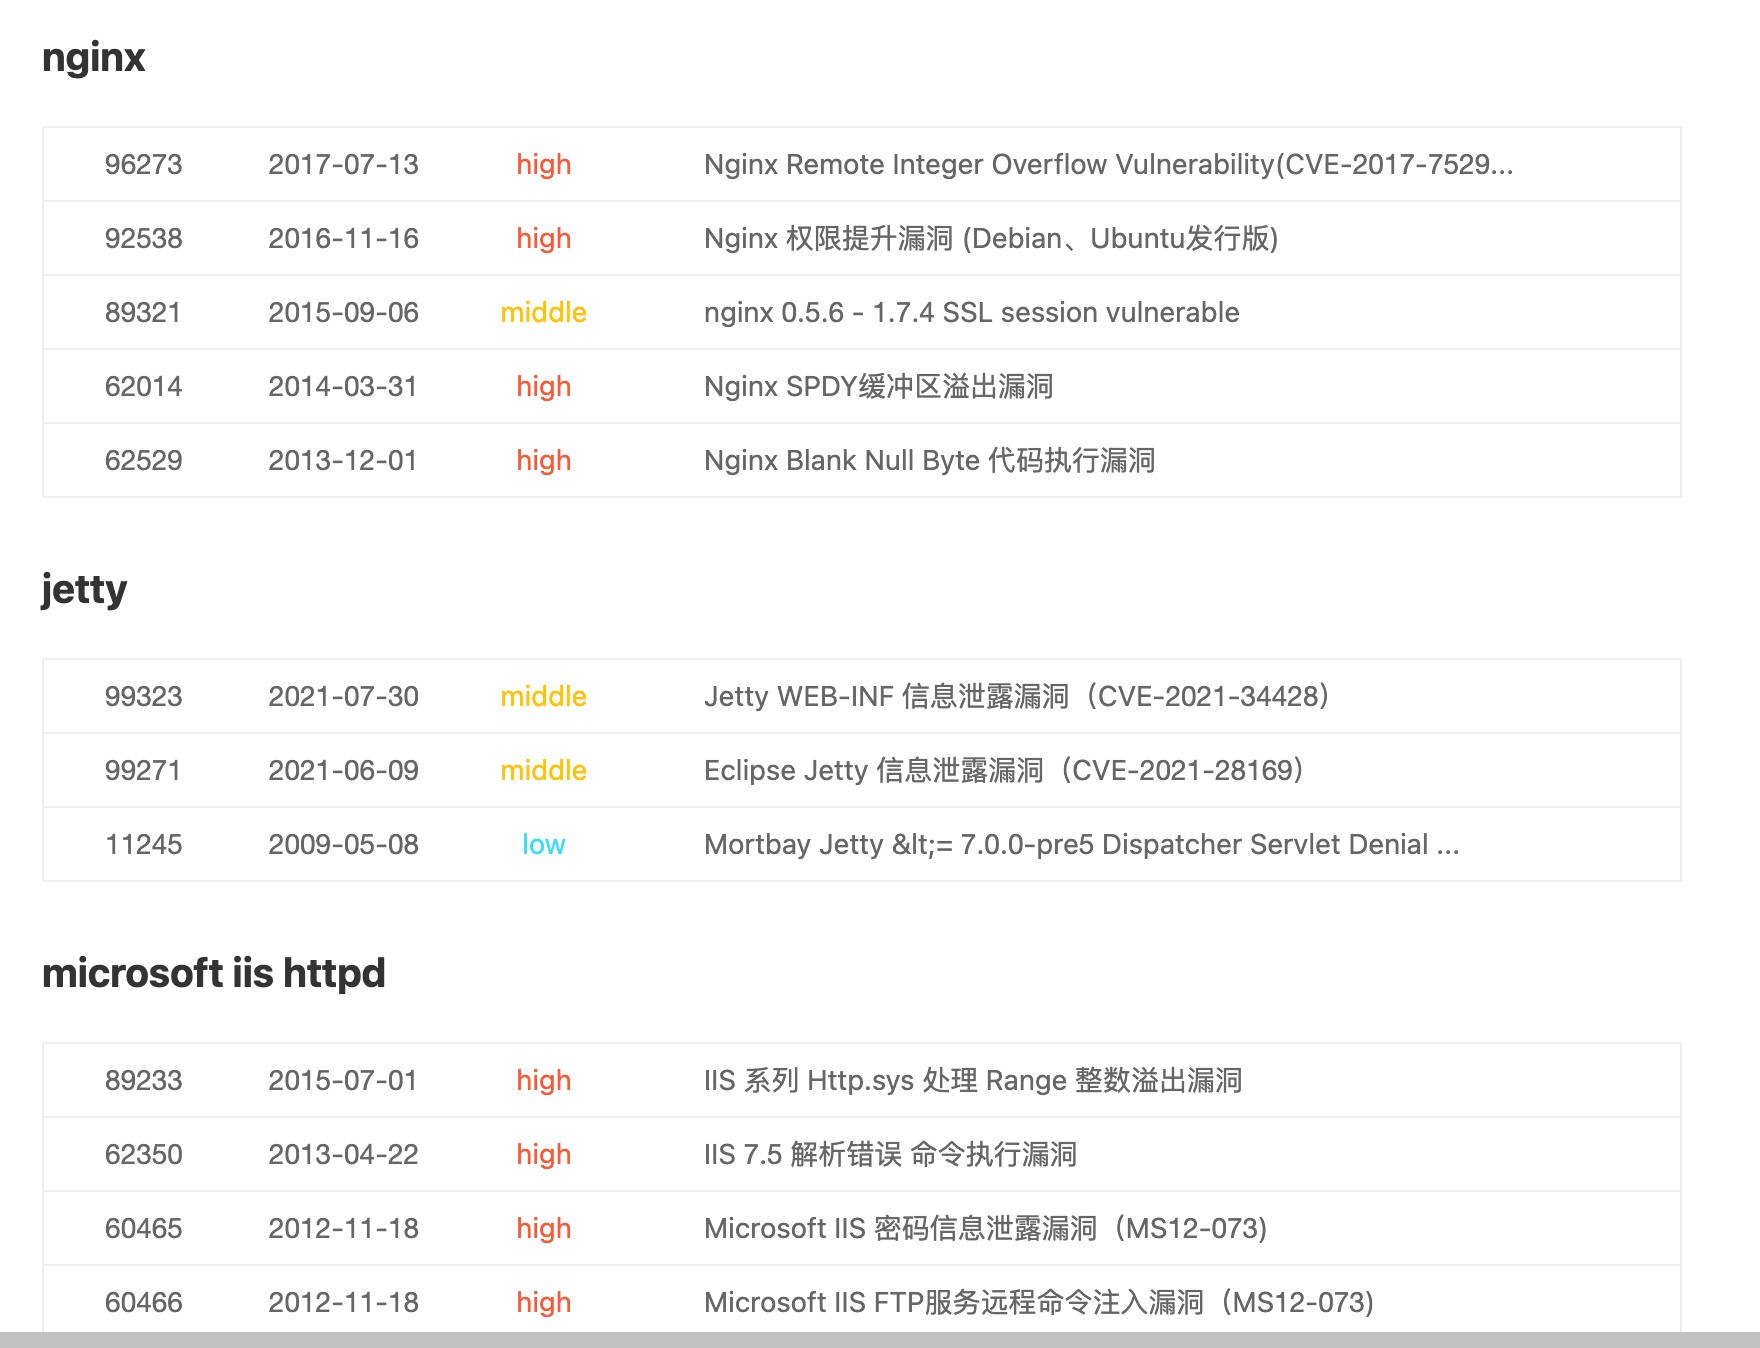 nginx
96273 2017-07-13 high Nginx Remote Integer Overflow Vulnerability(CVE-2017-7529...
92538 2016-11-16 high Nginx 权限提升漏洞 (Debian、Ubuntu发行版)
89321 2015-09-06 middle nginx 0.5.6 - 1.7.4 SSL session vulnerable
62014 2014-03-31 high Nginx SPDY缓冲区溢出漏洞
62529 2013-12-01 high Nginx Blank Null Byte 代码执行漏洞
jetty
99323 2021-07-30 middle Jetty WEB-INF 信息泄露漏洞（CVE-2021-34428）
99271 2021-06-09 middle Eclipse Jetty 信息泄露漏洞（CVE-2021-28169）
11245 2009-05-08 low Mortbay Jetty &lt;= 7.0.0-pre5 Dispatcher Servlet Denial ...
microsoft iis httpd
89233 2015-07-01 high IIS 系列 Http.sys 处理 Range 整数溢出漏洞
62350 2013-04-22 high IIS 7.5 解析错误 命令执行漏洞
60465 2012-11-18 high Microsoft IIS 密码信息泄露漏洞（MS12-073)
60466 2012-11-18 high Microsoft IIS FTP服务远程命令注入漏洞（MS12-073)